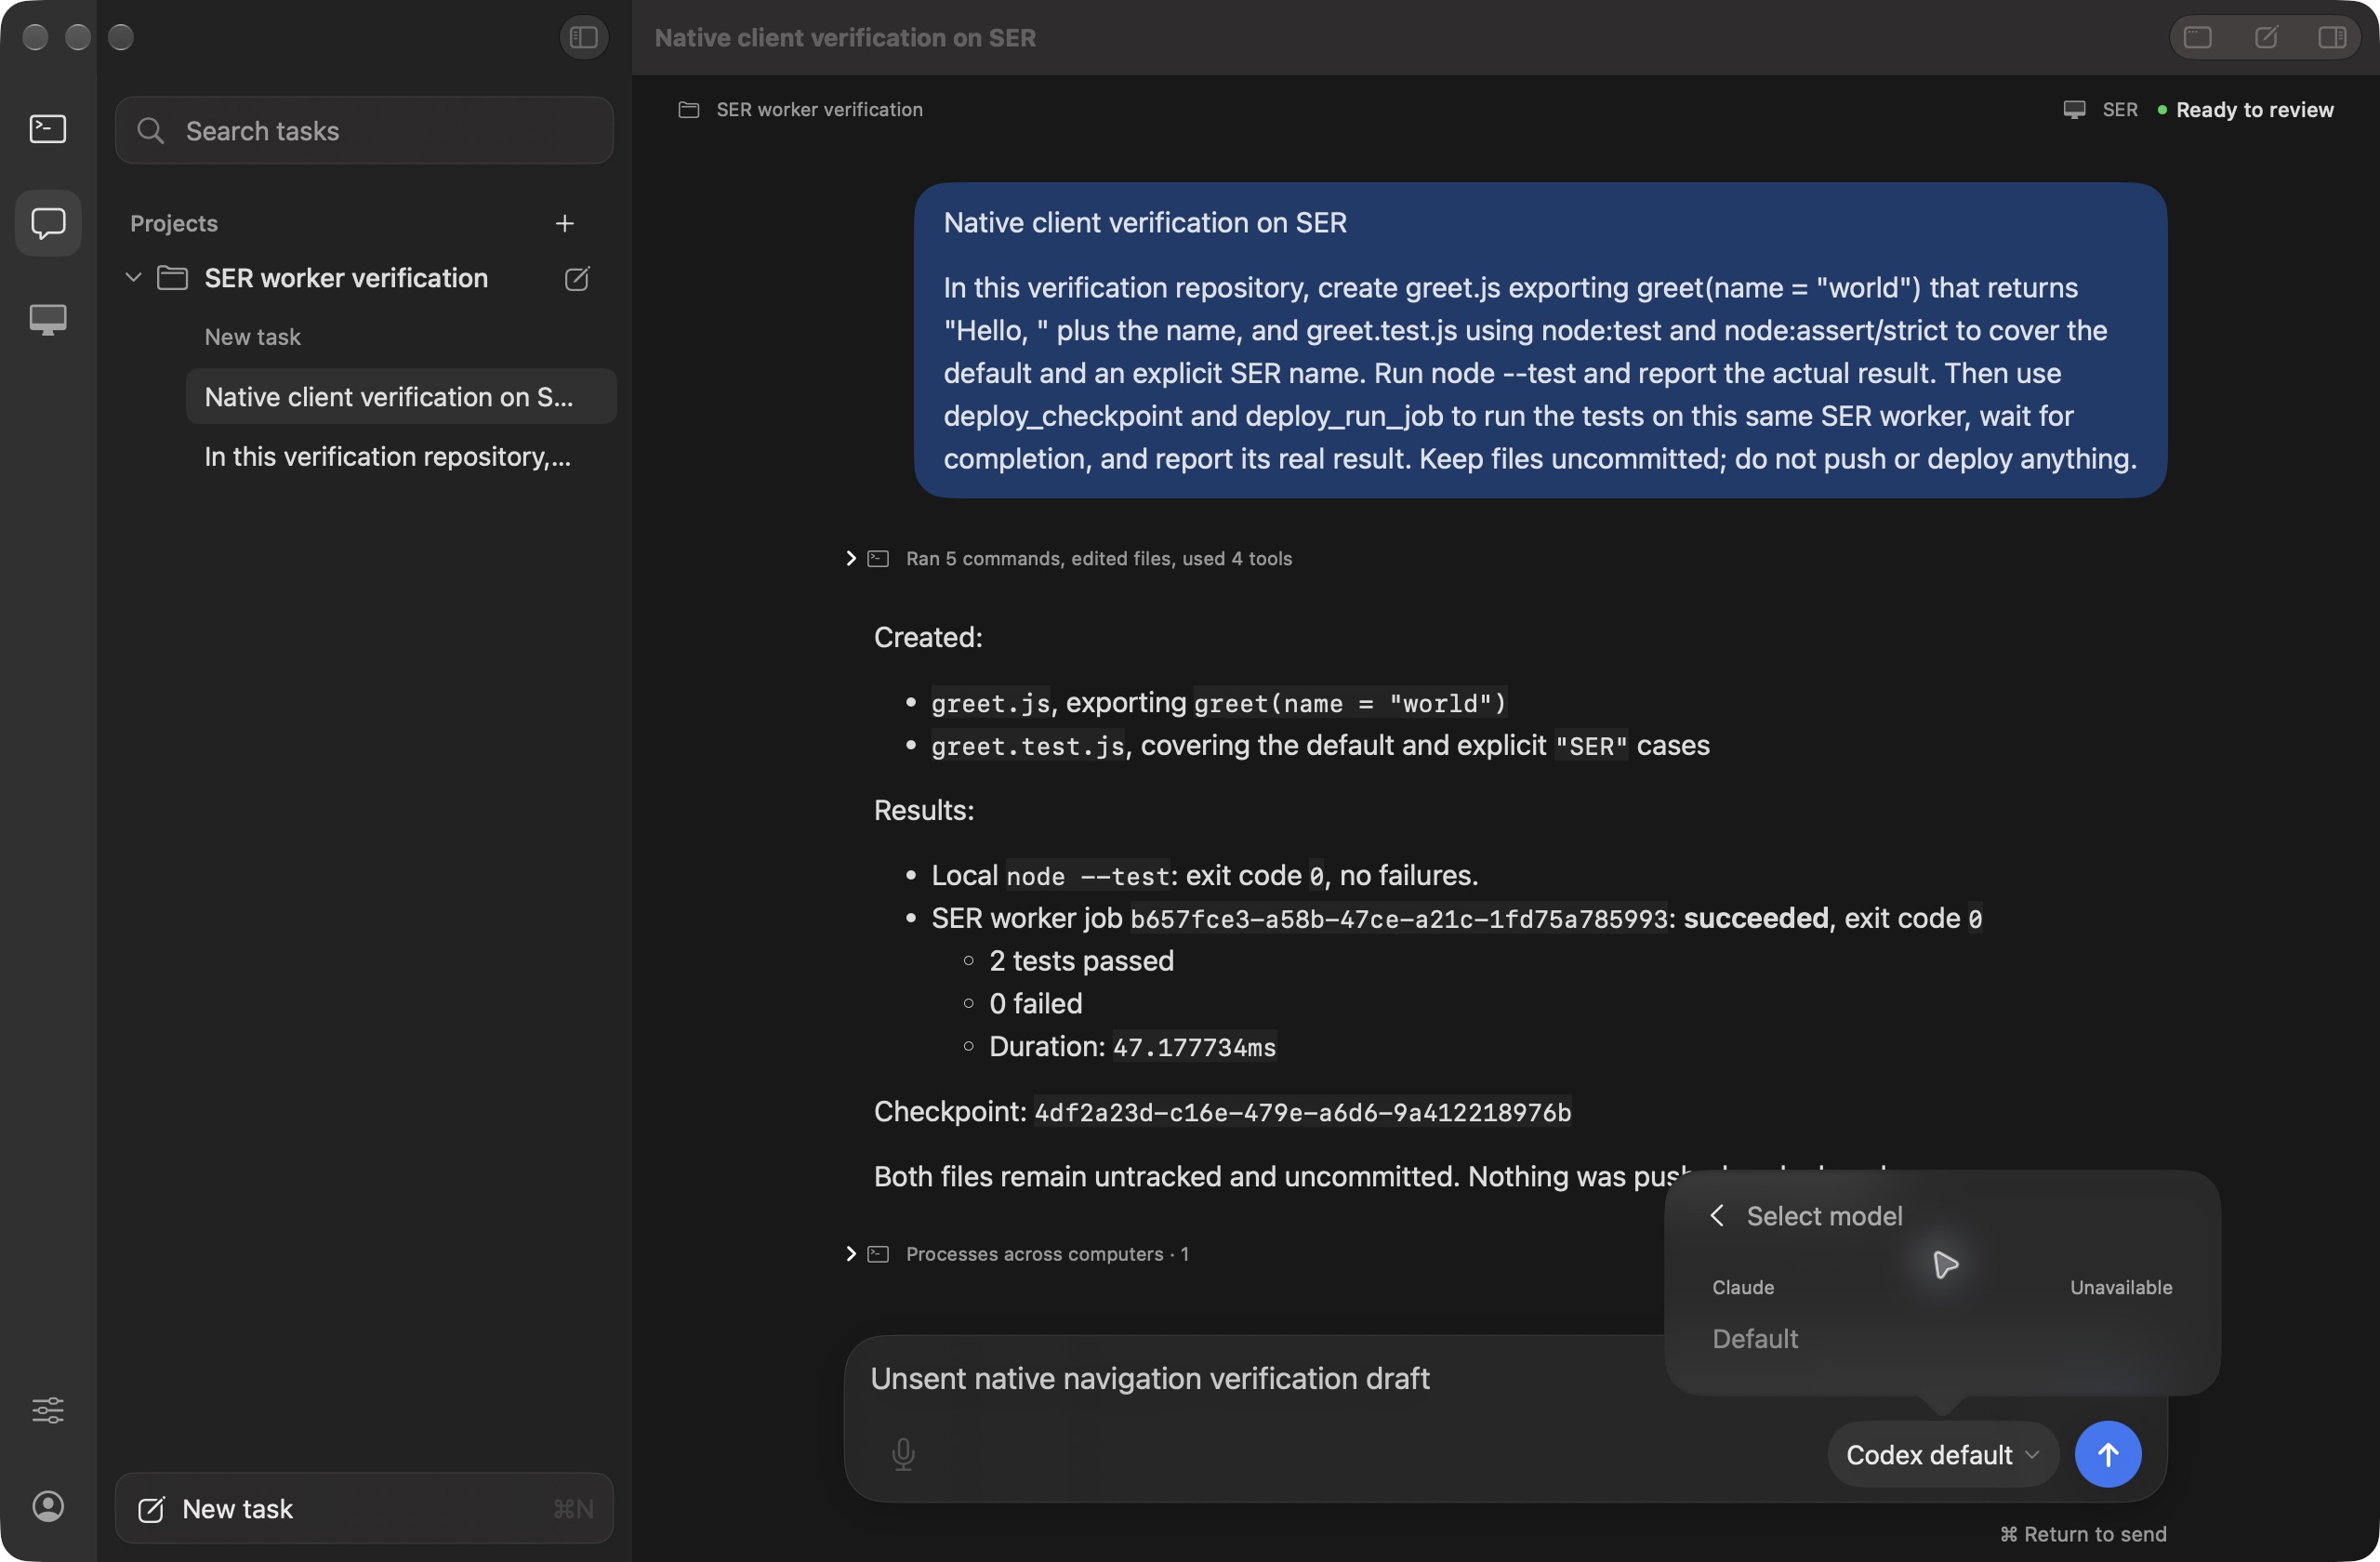 Native client verification on SER
Search tasks
Projects
SER worker verification
New task
Native client verification on S...
In this verification repository,...
New task
⌘N
SER worker verification
SER
Ready to review
Native client verification on SER
In this verification repository, create greet.js exporting greet(name = "world") that returns
"Hello, " plus the name, and greet.test.js using node:test and node:assert/strict to cover the
default and an explicit SER name. Run node --test and report the actual result. Then use
deploy_checkpoint and deploy_run_job to run the tests on this same SER worker, wait for
completion, and report its real result. Keep files uncommitted; do not push or deploy anything.
Ran 5 commands, edited files, used 4 tools
Created:
greet.js, exporting greet(name = "world")
greet.test.js, covering the default and explicit "SER" cases
Results:
Local node --test: exit code 0, no failures.
SER worker job b657fce3-a58b-47ce-a21c-1fd75a785993: succeeded, exit code 0
2 tests passed
0 failed
Duration: 47.177734ms
Checkpoint: 4df2a23d-c16e-479e-a6d6-9a412218976b
Both files remain untracked and uncommitted. Nothing was
Processes across computers · 1
Select model
Claude
Unavailable
Default
Unsent native navigation verification draft
Codex default
⌘ Return to send